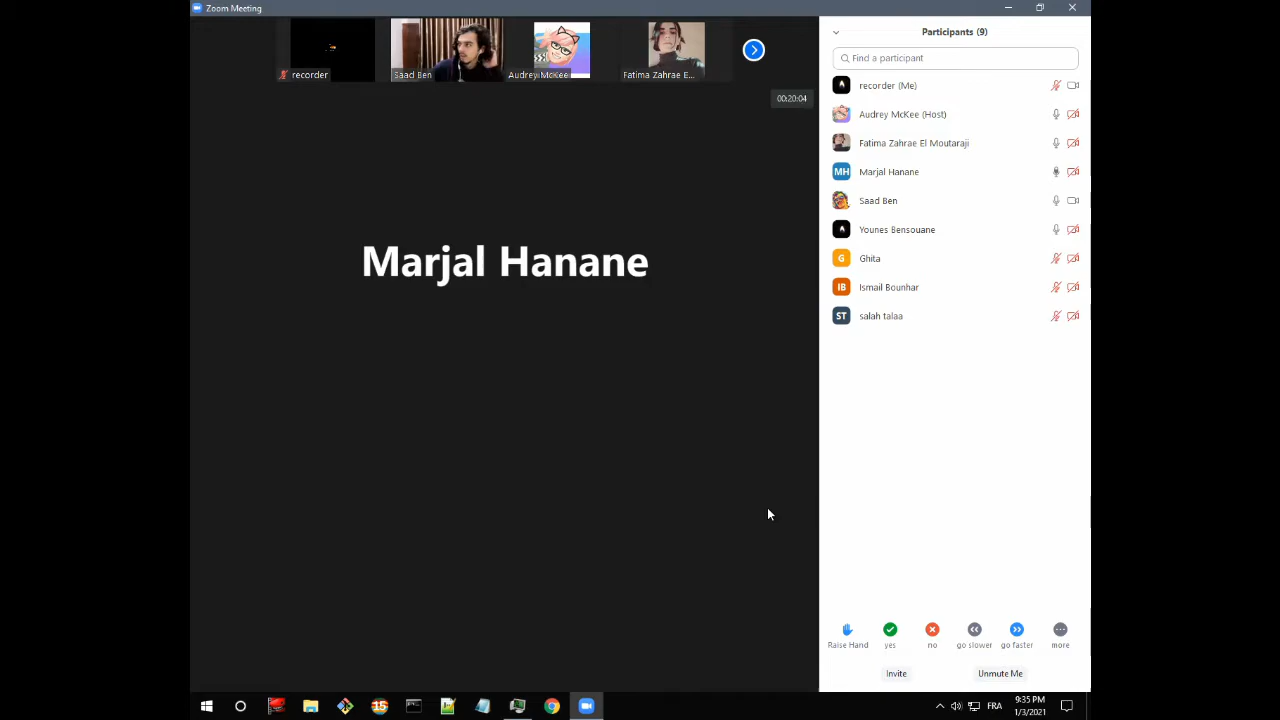 Zoom Meeting
recorder
Saad Ben
Audrey McKee
Fatima Zahrae E...
00:20:04
Marjal Hanane
Participants (9)
Find a participant
recorder (Me)
Audrey McKee (Host)
Fatima Zahrae El Moutaraji
MH Marjal Hanane
Saad Ben
Younes Bensouane
G Ghita
IB Ismail Bounhar
ST salah talaa
Raise Hand yes no go slower go faster more
Invite Unmute Me
15
FRA
9:35 PM
1/3/2021